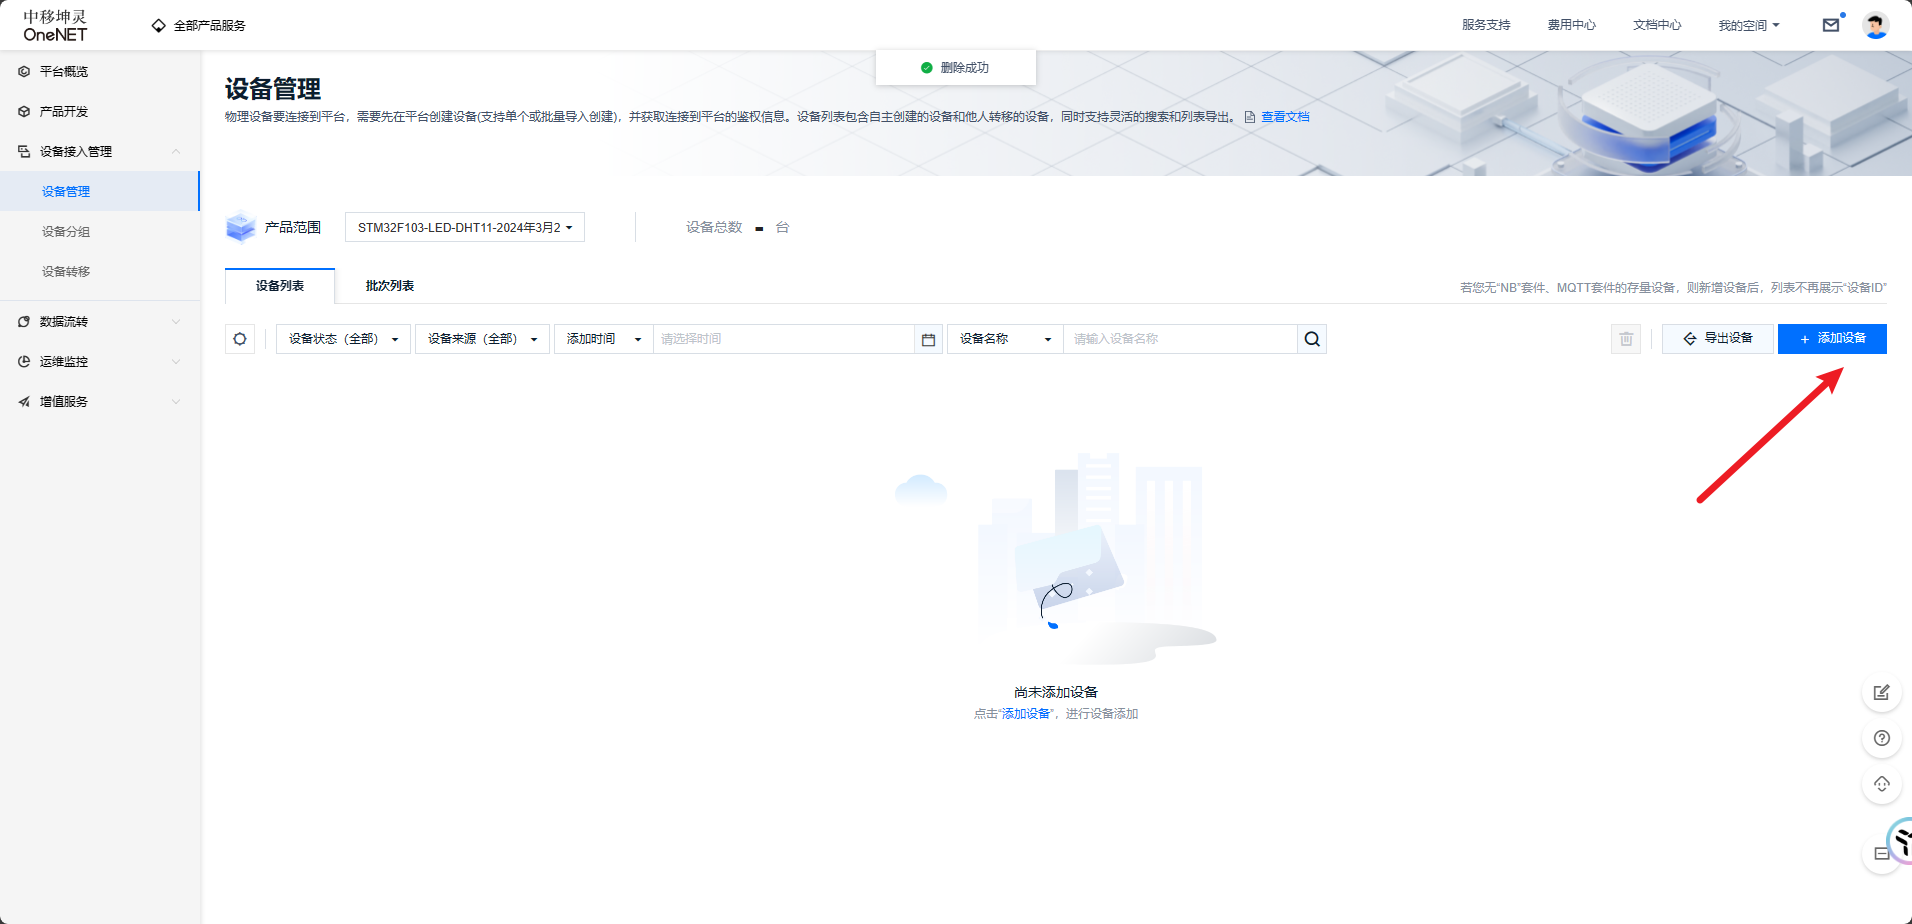 中移坤灵
OneNET
全部产品服务
服务支持
费用中心
文档中心
我的空间
删除成功
平台概览
产品开发
设备接入管理
设备管理
设备分组
设备转移
数据流转
运维监控
增值服务
设备管理
物理设备要连接到平台，需要先在平台创建设备(支持单个或批量导入创建)，并获取连接到平台的鉴权信息。设备列表包含自主创建的设备和他人转移的设备，同时支持灵活的搜索和列表导出。 查看文档
产品范围
STM32F103-LED-DHT11-2024年3月2
设备总数 - 台
设备列表
批次列表
若您无“NB”套件、MQTT套件的存量设备，则新增设备后，列表不再展示“设备ID”
设备状态（全部）
设备来源（全部）
添加时间
请选择时间
设备名称
请输入设备名称
导出设备
+ 添加设备
尚未添加设备
点击“添加设备”，进行设备添加